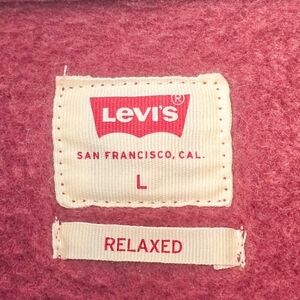 Levi's®
SAN FRANCISCO, CAL.
L
RELAXED